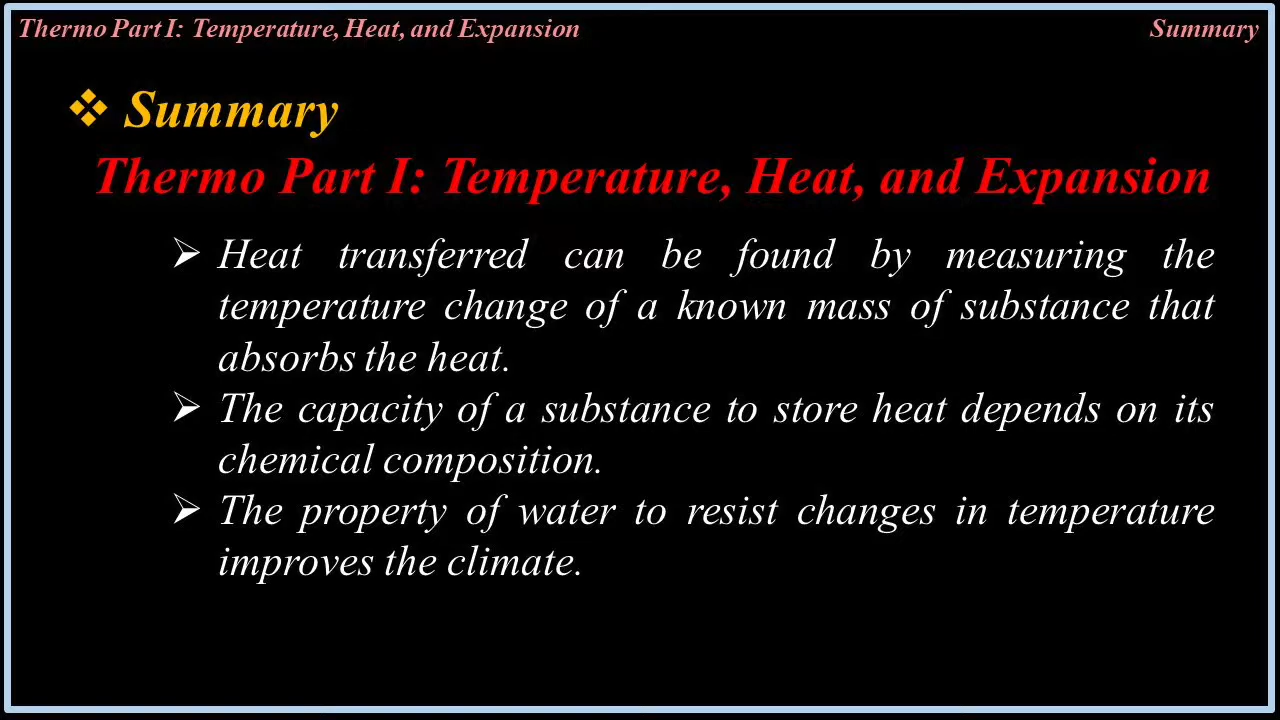 Thermo Part I: Temperature, Heat, and Expansion
Summary
Summary
Thermo Part I: Temperature, Heat, and Expansion
Heat transferred can be found by measuring the
temperature change of a known mass of substance that
absorbs the heat.
The capacity of a substance to store heat depends on its
chemical composition.
The property of water to resist changes in temperature
improves the climate.